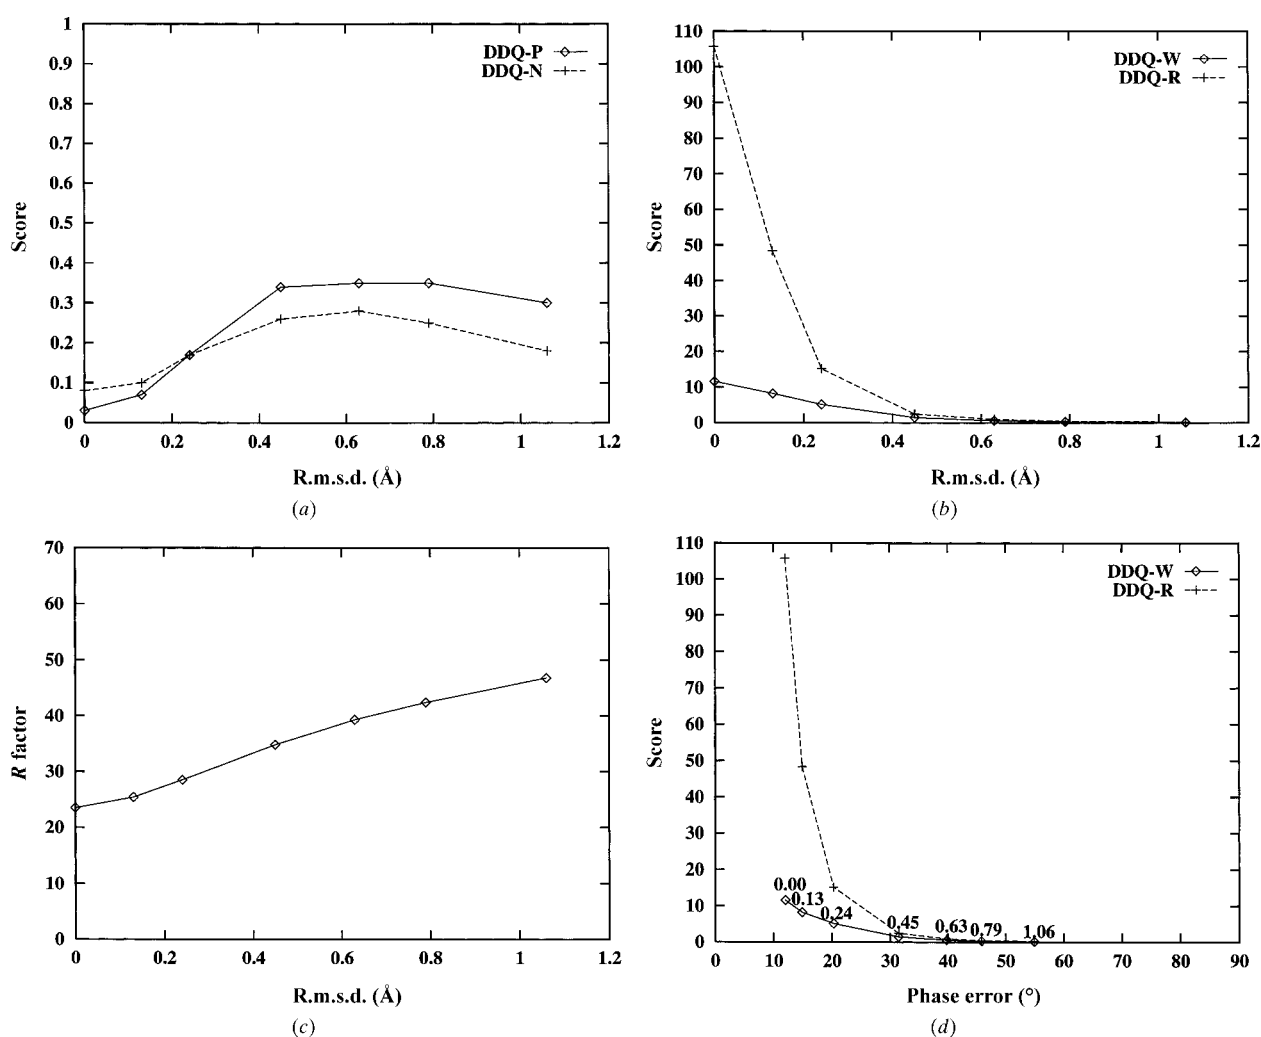 1
0.9
0.8
0.7
0.6
0.5
0.4
0.3
0.2
0.1
0
Score
DDQ-P
DDQ-N
0 0.2 0.4 0.6 0.8 1 1.2
R.m.s.d. (Å)
(a)
110
100
90
80
70
60
50
40
30
20
10
0
Score
DDQ-W
DDQ-R
0 0.2 0.4 0.6 0.8 1 1.2
R.m.s.d. (Å)
(b)
70
60
50
40
30
20
10
0
R factor
0 0.2 0.4 0.6 0.8 1 1.2
R.m.s.d. (Å)
(c)
110
100
90
80
70
60
50
40
30
20
10
0
Score
DDQ-W
DDQ-R
0.00
0.13
0.24
0.45
0.63
0.79
1.06
0 10 20 30 40 50 60 70 80 90
Phase error (°)
(d)